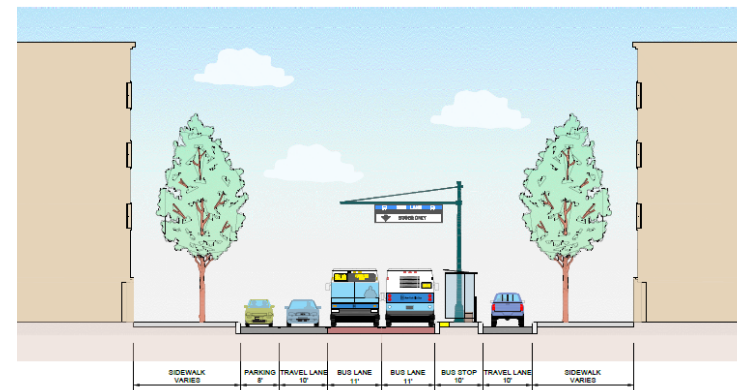 SIDEWALK
VARIES
PARKING
8'
TRAVEL LANE
10'
BUS LANE
11'
BUS LANE
11'
BUS STOP
10'
TRAVEL LANE
10'
SIDEWALK
VARIES